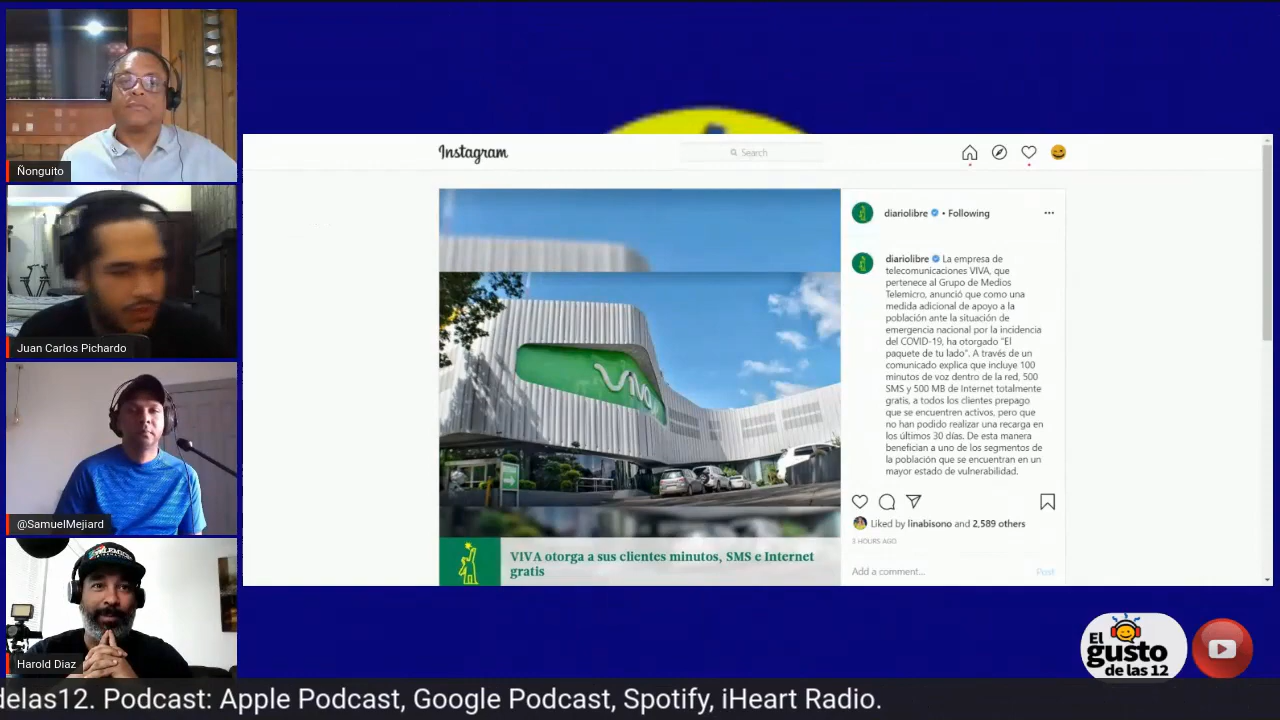 Ñonguito
Juan Carlos Pichardo
@SamuelMejiard
Harold Diaz
Instagram
Search
diariolibre • Following
diariolibre La empresa de
telecomunicaciones VIVA, que
pertenece al Grupo de Medios
Telemicro, anunció que como una
medida adicional de apoyo a la
población ante la situación de
emergencia nacional por la incidencia
del COVID-19, ha otorgado "El
paquete de tu lado". A través de un
comunicado explica que incluye 100
minutos de voz dentro de la red, 500
SMS y 500 MB de Internet totalmente
gratis, a todos los clientes prepago
que se encuentren activos, pero que
no han podido realizar una recarga en
los últimos 30 días. De esta manera
benefician a uno de los segmentos de
la población que se encuentran en un
mayor estado de vulnerabilidad.
Liked by linabisono and 2,589 others
3 HOURS AGO
Add a comment...
Post
viva
VIVA otorga a sus clientes minutos, SMS e Internet
gratis
El
gusto
de las 12
delas12. Podcast: Apple Podcast, Google Podcast, Spotify, iHeart Radio.